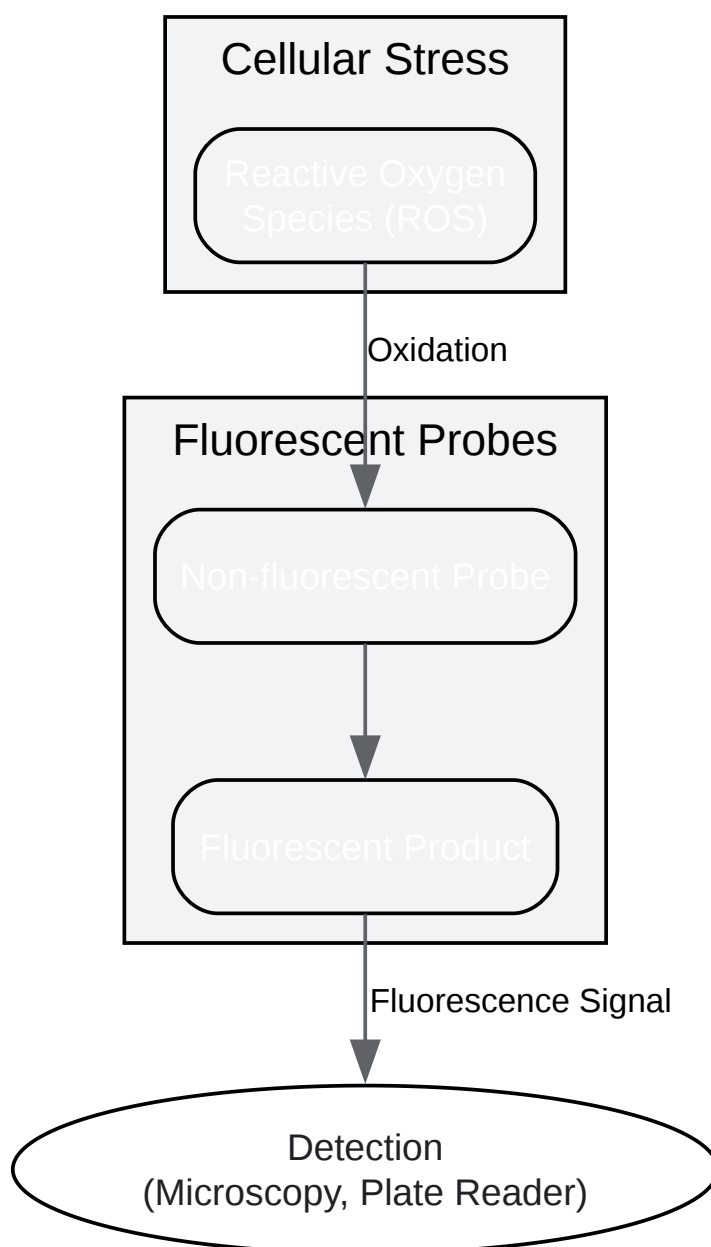 Cellular Stress
Reactive Oxygen
Species (ROS)
Oxidation
Fluorescent Probes
Non-fluorescent Probe
Fluorescent Product
Fluorescence Signal
Detection
(Microscopy, Plate Reader)